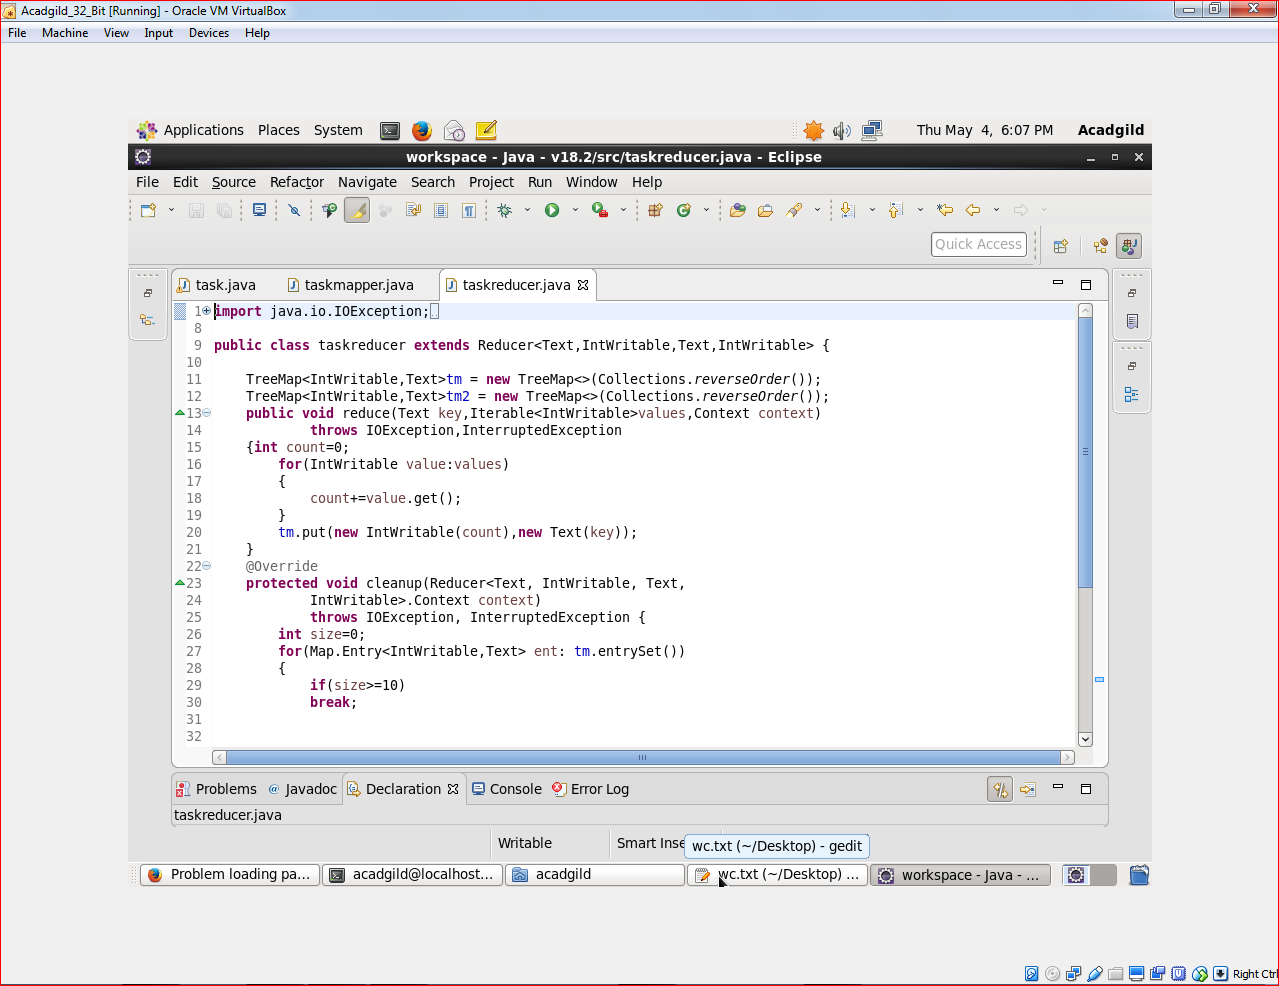 Acadgild_32_Bit [Running] - Oracle VM VirtualBox
File Machine View Input Devices Help
Applications Places System Thu May 4, 6:07 PM Acadgild
workspace - Java - v18.2/src/taskreducer.java - Eclipse
File Edit Source Refactor Navigate Search Project Run Window Help
Quick Access
task.java taskmapper.java taskreducer.java
1 import java.io.IOException;
8
9 public class taskreducer extends Reducer<Text,IntWritable,Text,IntWritable> {
10
11 TreeMap<IntWritable,Text>tm = new TreeMap<>(Collections.reverseOrder());
12 TreeMap<IntWritable,Text>tm2 = new TreeMap<>(Collections.reverseOrder());
13 public void reduce(Text key,Iterable<IntWritable>values,Context context)
14 throws IOException,InterruptedException
15 {int count=0;
16 for(IntWritable value:values)
17 {
18 count+=value.get();
19 }
20 tm.put(new IntWritable(count),new Text(key));
21 }
22 @Override
23 protected void cleanup(Reducer<Text, IntWritable, Text,
24 IntWritable>.Context context)
25 throws IOException, InterruptedException {
26 int size=0;
27 for(Map.Entry<IntWritable,Text> ent: tm.entrySet())
28 {
29 if(size>=10)
30 break;
31
32
Problems @ Javadoc Declaration Console Error Log
taskreducer.java
Writable Smart Inse
wc.txt (~/Desktop) - gedit
Problem loading pa... acadgild@localhost... acadgild wc.txt (~/Desktop) ... workspace - Java - ...
Right Ctrl